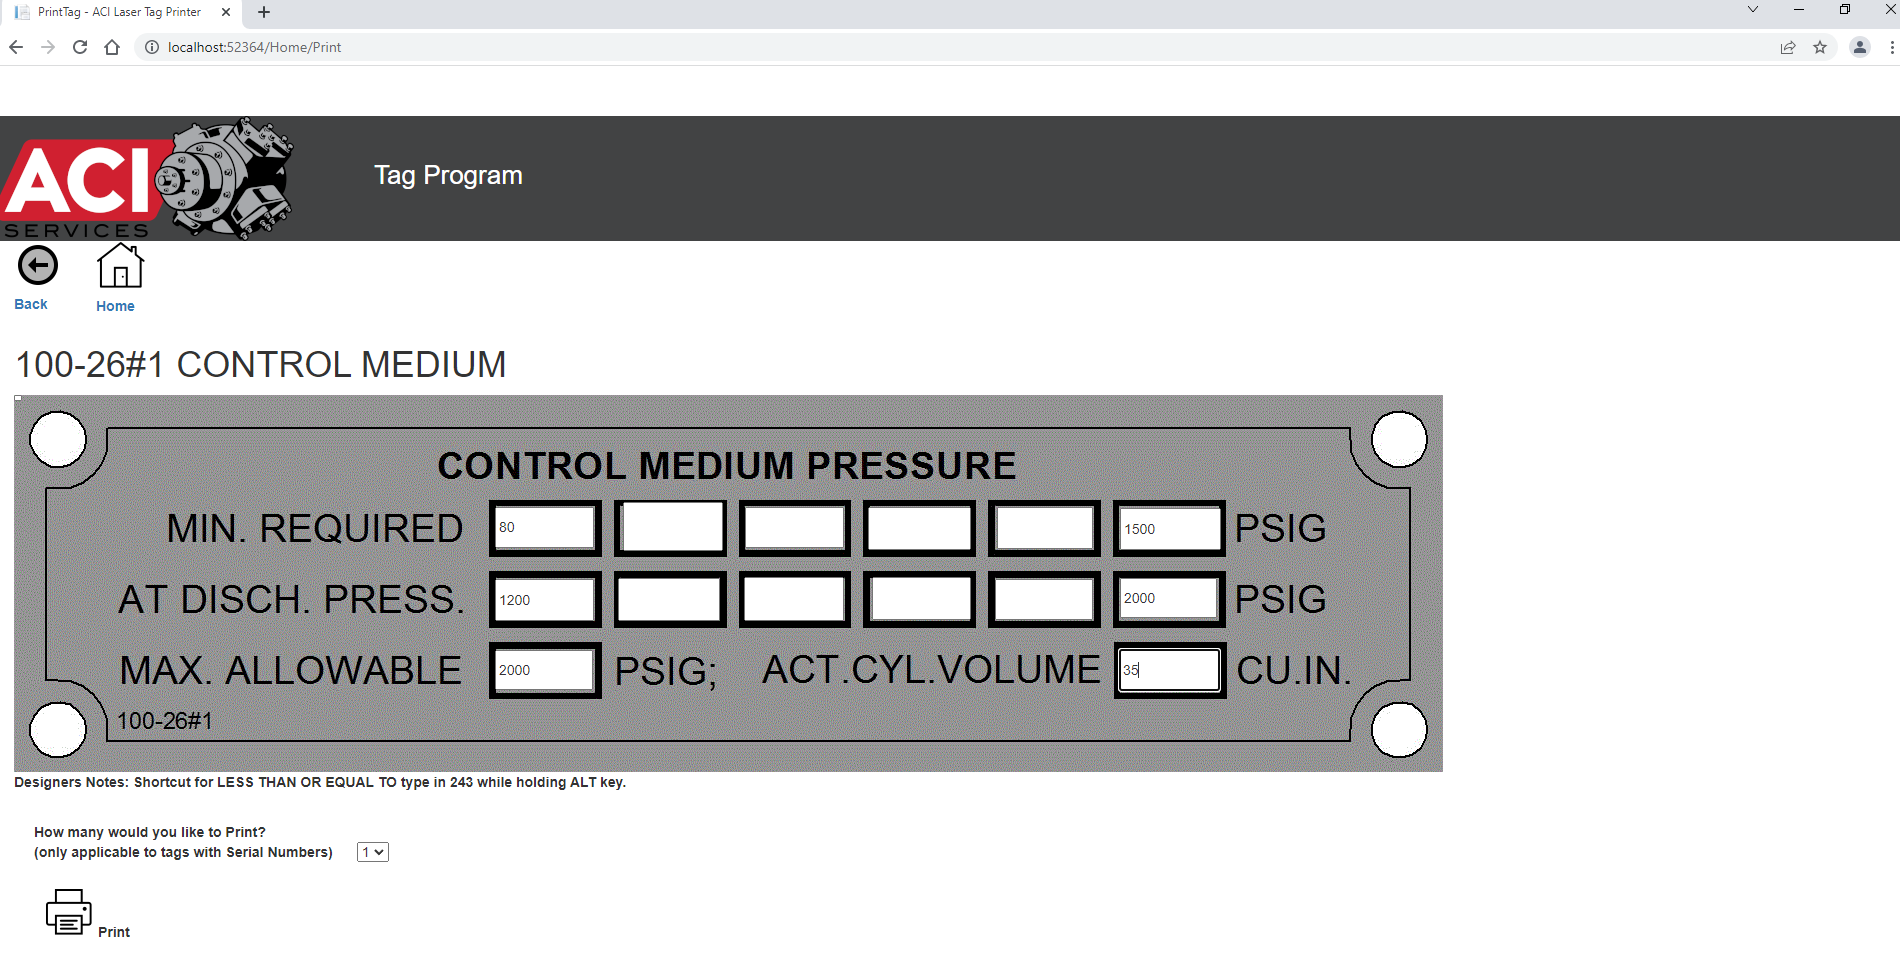 PrintTag - ACI Laser Tag Printer
localhost:52364/Home/Print
ACI
SERVICES
Tag Program
Back
Home
100-26#1 CONTROL MEDIUM
CONTROL MEDIUM PRESSURE
MIN. REQUIRED 80 1500 PSIG
AT DISCH. PRESS. 1200 2000 PSIG
MAX. ALLOWABLE 2000 PSIG; ACT.CYL.VOLUME 35 CU.IN.
100-26#1
Designers Notes: Shortcut for LESS THAN OR EQUAL TO type in 243 while holding ALT key.
How many would you like to Print?
(only applicable to tags with Serial Numbers) 1
Print